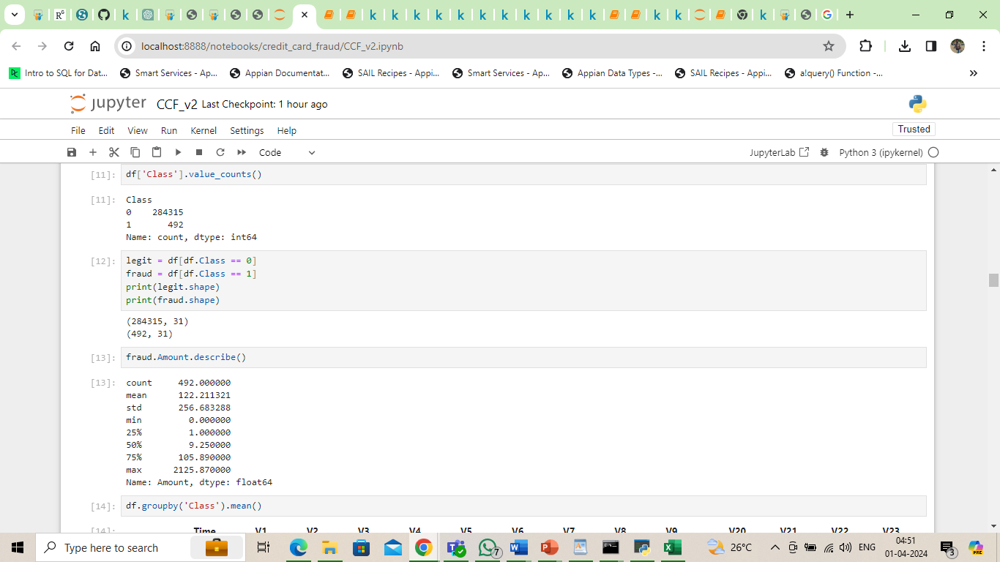 localhost:8888/notebooks/credit_card_fraud/CCF_v2.ipynb
Intro to SQL for Dat...
Smart Services - Ap...
Appian Documentat...
SAIL Recipes - Appi...
Smart Services - Ap...
Appian Data Types -...
SAIL Recipes - Appi...
a!query() Function -...
jupyter CCF_v2 Last Checkpoint: 1 hour ago
File Edit View Run Kernel Settings Help
Trusted
Code
JupyterLab
Python 3 (ipykernel)
[11]: df['Class'].value_counts()
[11]: Class
0 284315
1 492
Name: count, dtype: int64
[12]: legit = df[df.Class == 0]
fraud = df[df.Class == 1]
print(legit.shape)
print(fraud.shape)
(284315, 31)
(492, 31)
[13]: fraud.Amount.describe()
[13]: count 492.000000
mean 122.211321
std 256.683288
min 0.000000
25% 1.000000
50% 9.250000
75% 105.890000
max 2125.870000
Name: Amount, dtype: float64
[14]: df.groupby('Class').mean()
[14]: Time V1 V2 V3 V4 V5 V6 V7 V8 V9 V20 V21 V22 V23
Type here to search
7
26°C
ENG
04:51
01-04-2024
3
PRE